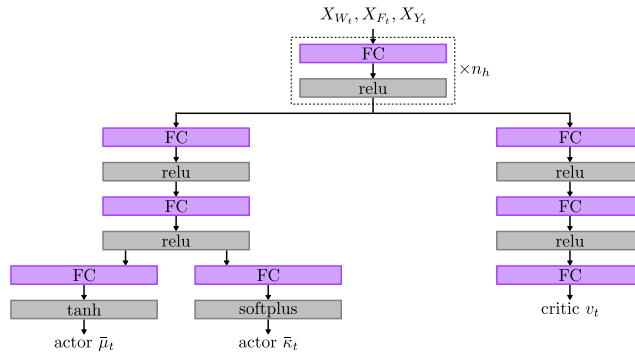 X_{W_t}, X_{F_t}, X_{Y_t}
FC
relu
×n_h
FC
FC
relu
relu
FC
FC
relu
relu
FC
FC
FC
tanh
softplus
critic v_t
actor μ̄_t
actor κ̄_t